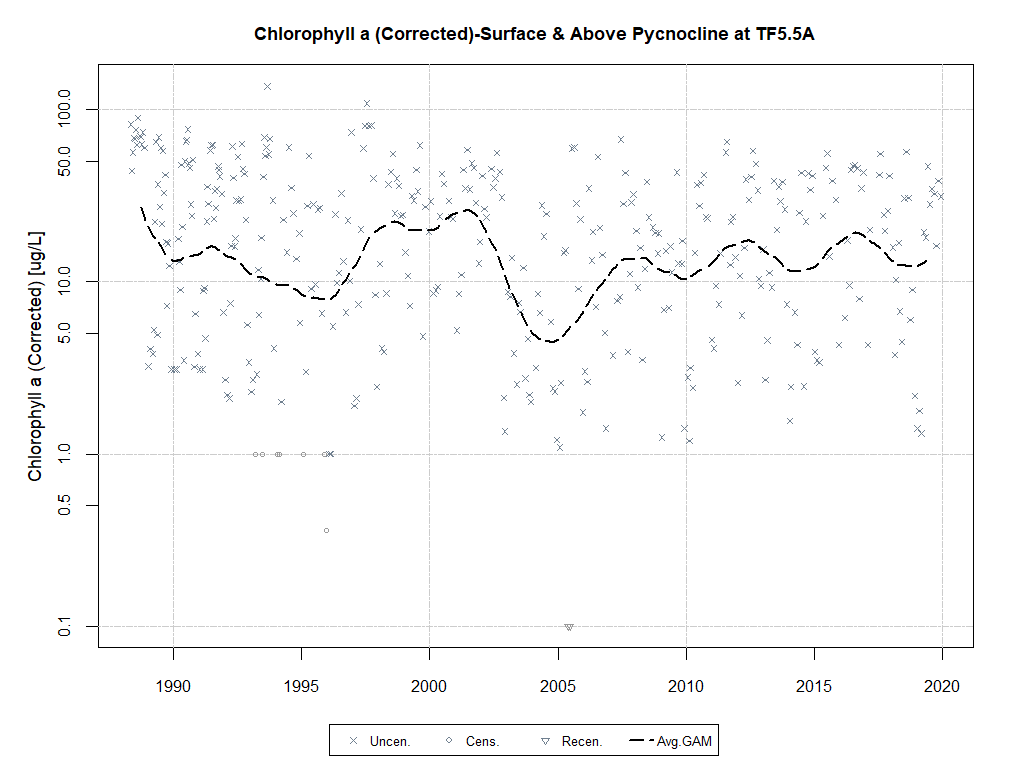 Chlorophyll a (Corrected)-Surface & Above Pycnocline at TF5.5A
Chlorophyll a (Corrected) [ug/L]
100.0
50.0
10.0
5.0
1.0
0.5
0.1
1990 1995 2000 2005 2010 2015 2020
Uncen. Cens. Recen. Avg.GAM